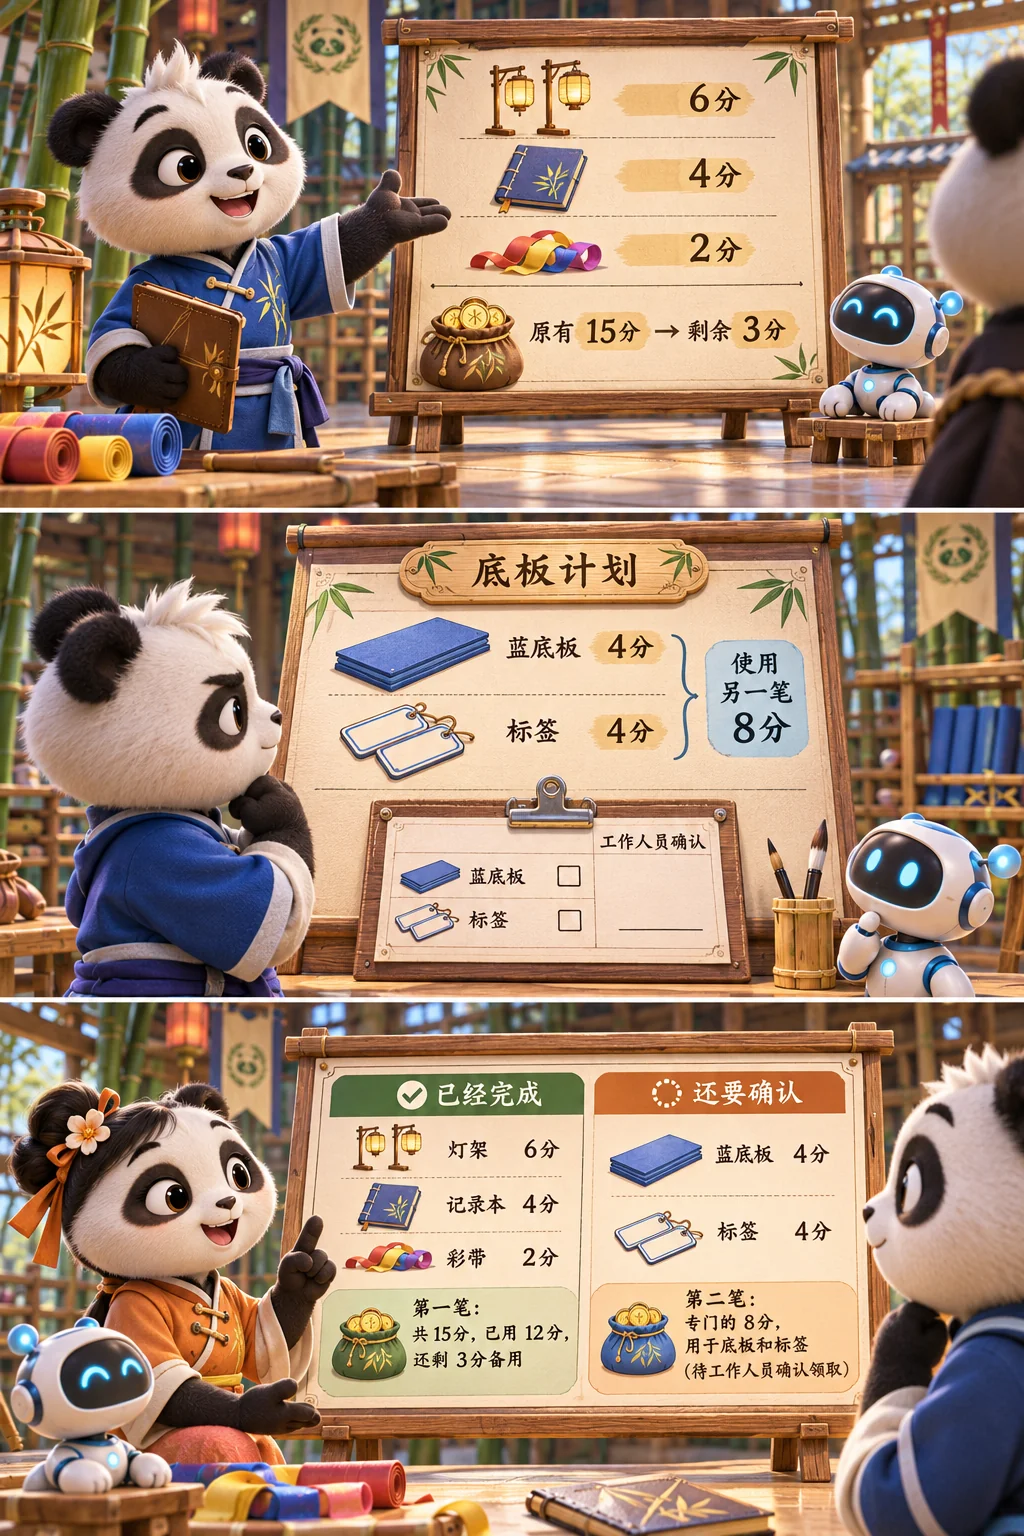 6分
4分
2分
原有 15分 → 剩余 3分
底板计划
蓝底板 4分
标签 4分
使用
另一笔
8分
工作人员确认
蓝底板
标签
已经完成
灯架 6分
记录本 4分
彩带 2分
第一笔：
共15分，已用 12分，
还剩 3分备用
还要确认
蓝底板 4分
标签 4分
第二笔：
专门的 8分，
用于底板和标签
（待工作人员确认领取）